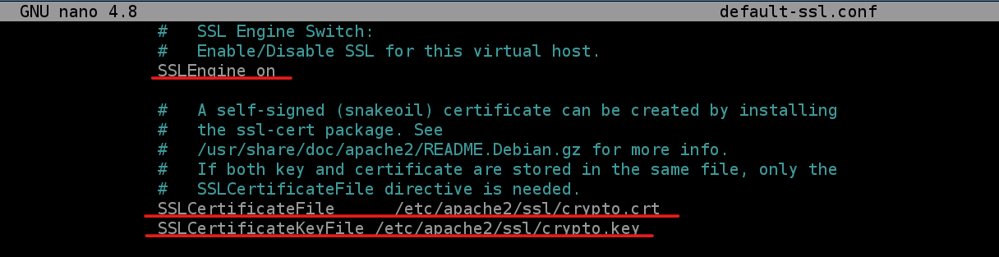 GNU nano 4.8 default-ssl.conf
# SSL Engine Switch:
# Enable/Disable SSL for this virtual host.
SSLEngine on
# A self-signed (snakeoil) certificate can be created by installing
# the ssl-cert package. See
# /usr/share/doc/apache2/README.Debian.gz for more info.
# If both key and certificate are stored in the same file, only the
# SSLCertificateFile directive is needed.
SSLCertificateFile /etc/apache2/ssl/crypto.crt
SSLCertificateKeyFile /etc/apache2/ssl/crypto.key